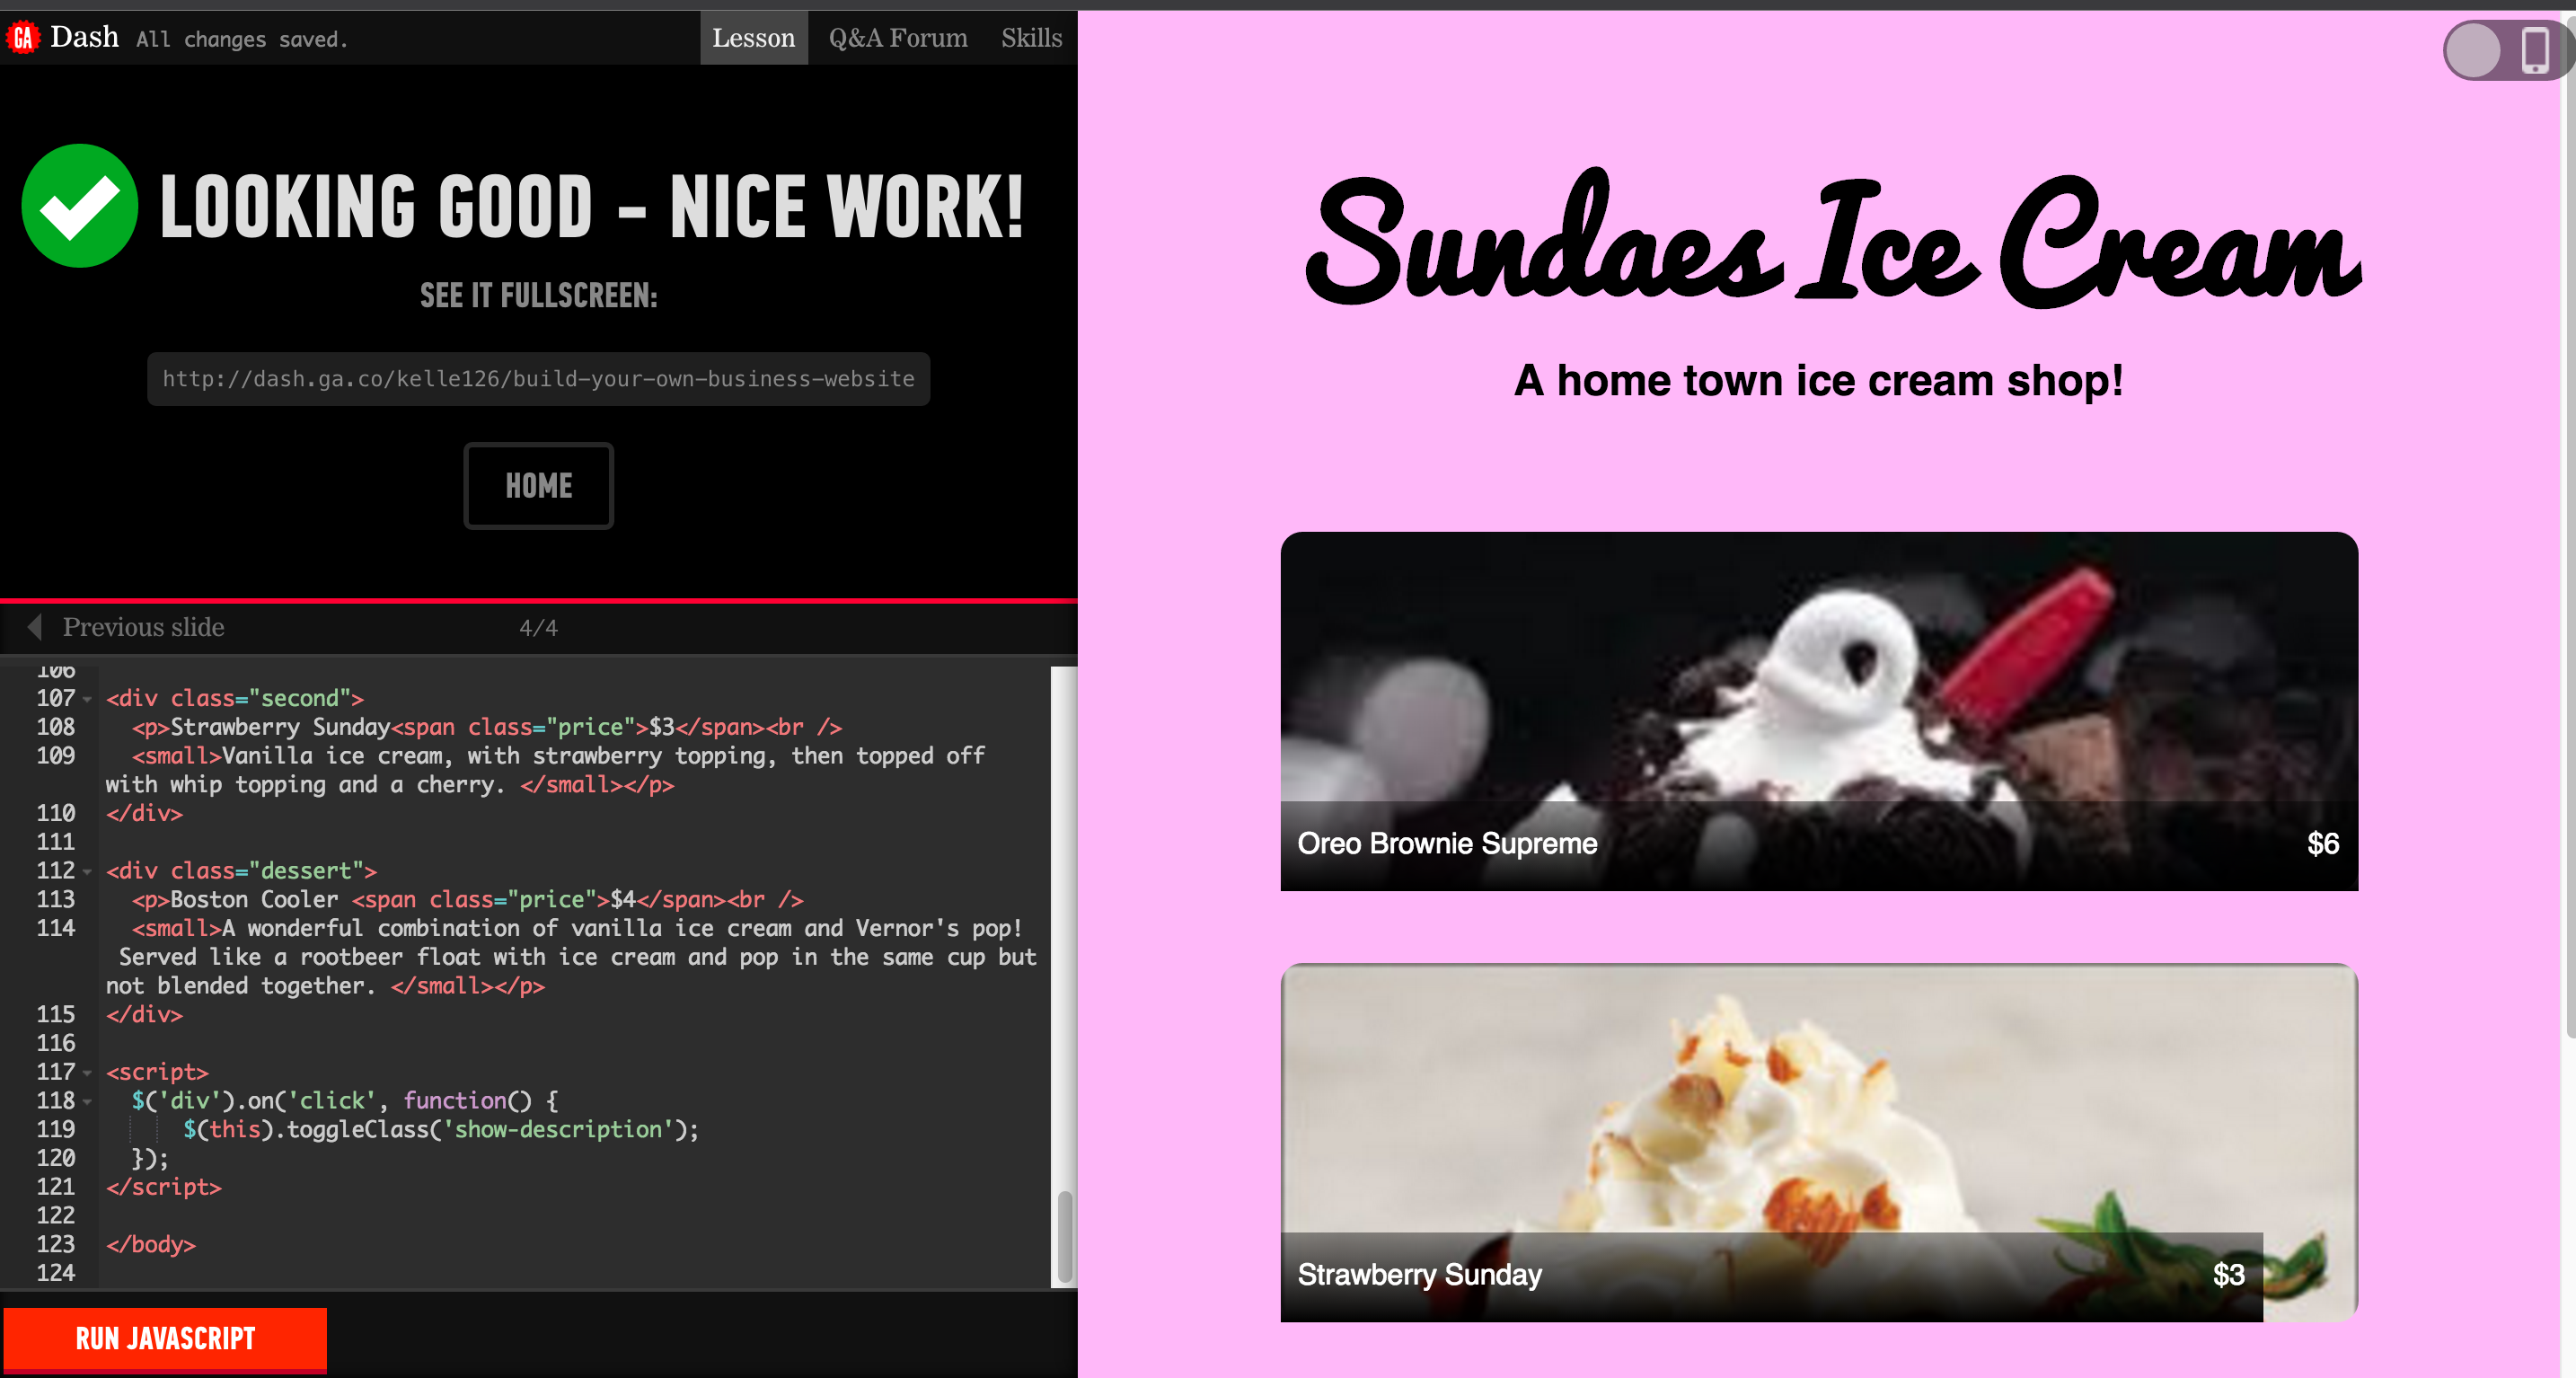 GA Dash All changes saved. Lesson Q&A Forum Skills
LOOKING GOOD - NICE WORK!
SEE IT FULLSCREEN:
http://dash.ga.co/kelle126/build-your-own-business-website
HOME
Previous slide 4/4
106
107 <div class="second">
108 <p>Strawberry Sunday<span class="price">$3</span><br />
109 <small>Vanilla ice cream, with strawberry topping, then topped off
with whip topping and a cherry. </small></p>
110 </div>
111
112 <div class="dessert">
113 <p>Boston Cooler <span class="price">$4</span><br />
114 <small>A wonderful combination of vanilla ice cream and Vernor's pop!
Served like a rootbeer float with ice cream and pop in the same cup but
not blended together. </small></p>
115 </div>
116
117 <script>
118 $('div').on('click', function() {
119 $(this).toggleClass('show-description');
120 });
121 </script>
122
123 </body>
124
RUN JAVASCRIPT
Sundaes Ice Cream
A home town ice cream shop!
Oreo Brownie Supreme $6
Strawberry Sunday $3